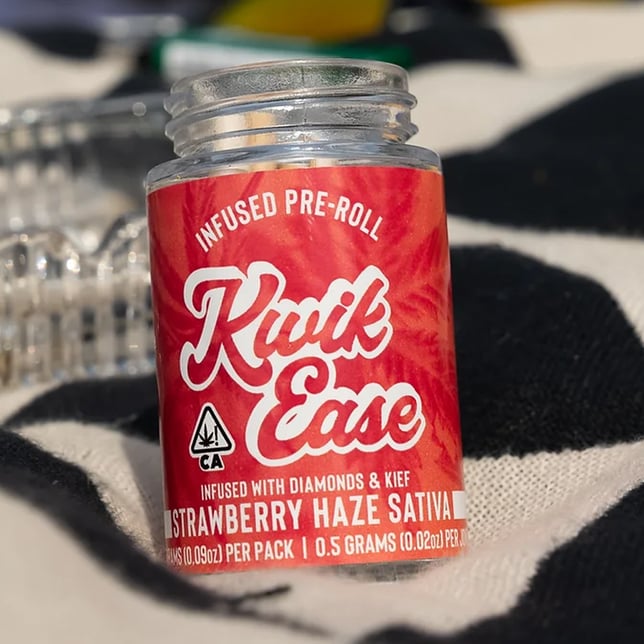 INFUSED PRE-ROLL
Kwik
Ease
!
CA
INFUSED WITH DIAMONDS & KIEF
STRAWBERRY HAZE SATIVA
(0.09oz) PER PACK | 0.5 GRAMS (0.02oz) PER